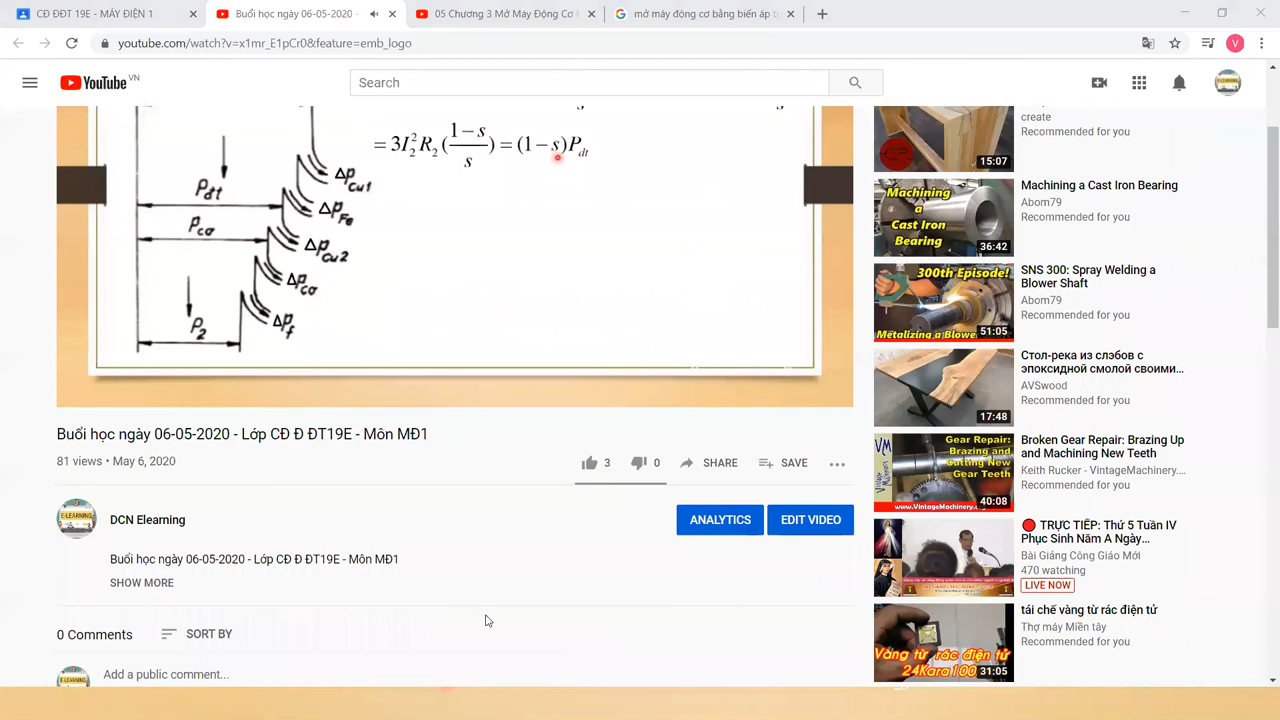 CĐ ĐĐT 19E - MÁY ĐIỆN 1
Buổi học ngày 06-05-2020 -
05 Chương 3 Mở Máy Động Cơ K
mở máy động cơ bằng biến áp tự
youtube.com/watch?v=x1mr_E1pCr0&feature=emb_logo
V
YouTube VN
Search
= 3I₂²R₂((1−s)/s) = (1−s)P_dt
ΔP_cu1
P_đt
ΔP_Fe
P_cơ
ΔP_cu2
ΔP_cơ
ΔP_f
P_2
Buổi học ngày 06-05-2020 - Lớp CĐ Đ ĐT19E - Môn MĐ1
81 views • May 6, 2020
3
0
SHARE
SAVE
DCN Elearning
ANALYTICS
EDIT VIDEO
Buổi học ngày 06-05-2020 - Lớp CĐ Đ ĐT19E - Môn MĐ1
SHOW MORE
0 Comments
SORT BY
Add a public comment...
create
Recommended for you
15:07
Machining
a
Cast Iron
Bearing
36:42
Machining a Cast Iron Bearing
Abom79
Recommended for you
300th Episode!
Metalizing a Blowe
51:05
SNS 300: Spray Welding a
Blower Shaft
Abom79
Recommended for you
17:48
Стол-река из слэбов с
эпоксидной смолой своими...
AVSwood
Recommended for you
VM
Vintage Machinery
Gear Repair:
Brazing and
Cutting New
Gear Teeth
www.VintageMachinery.org
40:08
Broken Gear Repair: Brazing Up
and Machining New Teeth
Keith Rucker - VintageMachinery....
Recommended for you
TRỰC TIẾP: Thứ 5 Tuần IV
Phục Sinh Năm A Ngày...
Bài Giảng Công Giáo Mới
470 watching
LIVE NOW
Vàng từ rác điện tử
24Kara100
31:05
tái chế vàng từ rác điện tử
Thợ máy Miền tây
Recommended for you